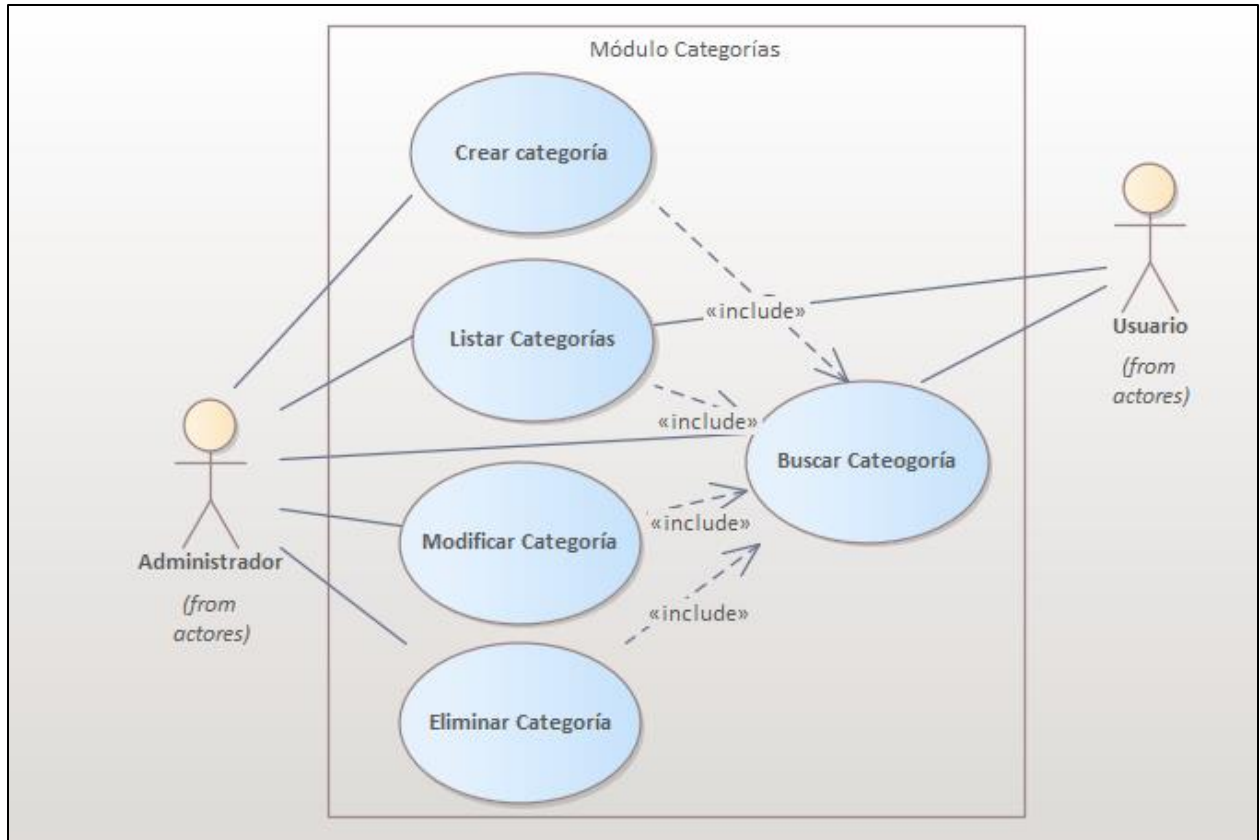 Módulo Categorías
Crear categoría
Listar Categorías
«include»
«include»
Buscar Cateogoría
Modificar Categoría
«include»
«include»
Eliminar Categoría
Administrador
(from
actores)
Usuario
(from
actores)